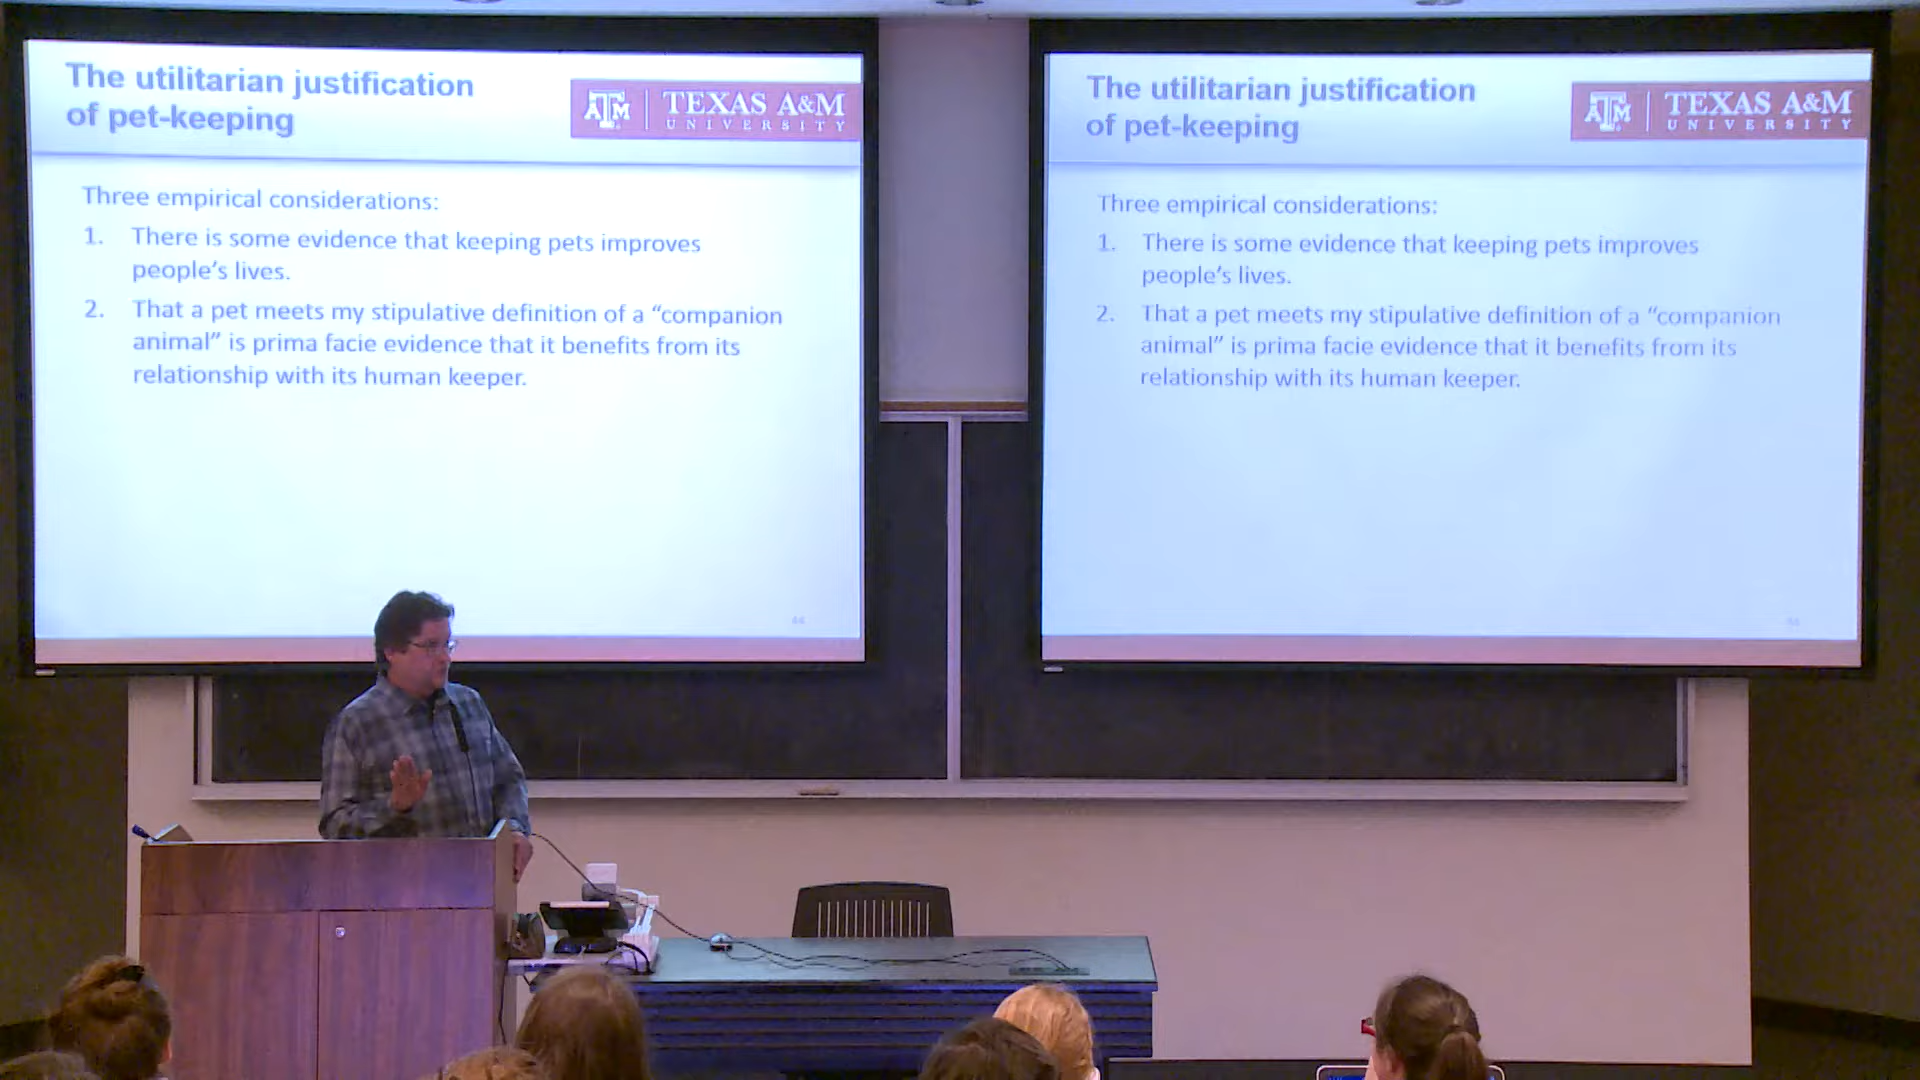 The utilitarian justification
of pet-keeping
ATM
TEXAS A&M
UNIVERSITY
Three empirical considerations:
1. There is some evidence that keeping pets improves
people's lives.
2. That a pet meets my stipulative definition of a “companion
animal” is prima facie evidence that it benefits from its
relationship with its human keeper.
The utilitarian justification
of pet-keeping
ATM
TEXAS A&M
UNIVERSITY
Three empirical considerations:
1. There is some evidence that keeping pets improves
people's lives.
2. That a pet meets my stipulative definition of a “companion
animal” is prima facie evidence that it benefits from its
relationship with its human keeper.